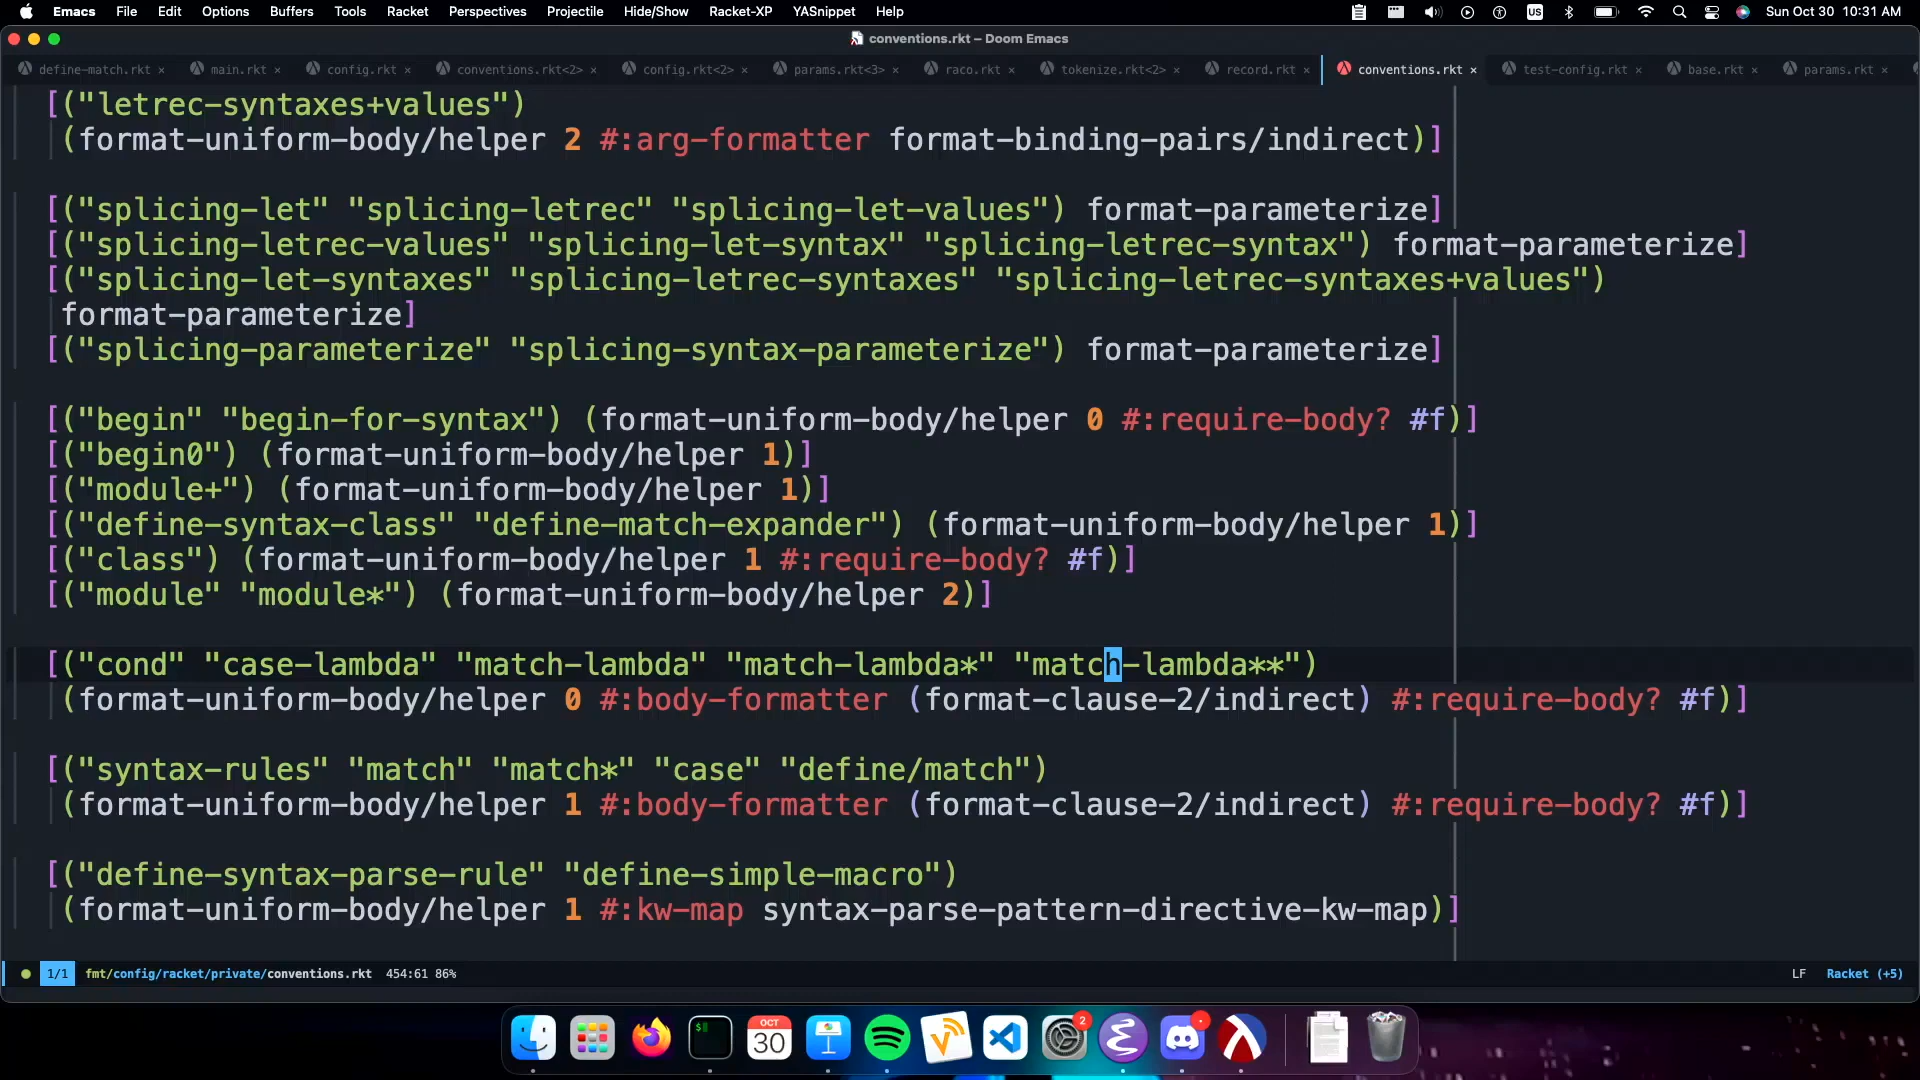 Emacs File Edit Options Buffers Tools Racket Perspectives Projectile Hide/Show Racket-XP YASnippet Help US Sun Oct 30 10:31 AM
conventions.rkt – Doom Emacs
define-match.rkt × main.rkt × config.rkt × conventions.rkt<2> × config.rkt<2> × params.rkt<3> × raco.rkt × tokenize.rkt<2> × record.rkt × conventions.rkt × test-config.rkt × base.rkt × params.rkt ×
[("letrec-syntaxes+values")
(format-uniform-body/helper 2 #:arg-formatter format-binding-pairs/indirect)]
[("splicing-let" "splicing-letrec" "splicing-let-values") format-parameterize]
[("splicing-letrec-values" "splicing-let-syntax" "splicing-letrec-syntax") format-parameterize]
[("splicing-let-syntaxes" "splicing-letrec-syntaxes" "splicing-letrec-syntaxes+values")
format-parameterize]
[("splicing-parameterize" "splicing-syntax-parameterize") format-parameterize]
[("begin" "begin-for-syntax") (format-uniform-body/helper 0 #:require-body? #f)]
[("begin0") (format-uniform-body/helper 1)]
[("module+") (format-uniform-body/helper 1)]
[("define-syntax-class" "define-match-expander") (format-uniform-body/helper 1)]
[("class") (format-uniform-body/helper 1 #:require-body? #f)]
[("module" "module*") (format-uniform-body/helper 2)]
[("cond" "case-lambda" "match-lambda" "match-lambda*" "match-lambda**")
(format-uniform-body/helper 0 #:body-formatter (format-clause-2/indirect) #:require-body? #f)]
[("syntax-rules" "match" "match*" "case" "define/match")
(format-uniform-body/helper 1 #:body-formatter (format-clause-2/indirect) #:require-body? #f)]
[("define-syntax-parse-rule" "define-simple-macro")
(format-uniform-body/helper 1 #:kw-map syntax-parse-pattern-directive-kw-map)]
1/1 fmt/config/racket/private/conventions.rkt 454:61 86% LF Racket (+5)
OCT
30
2